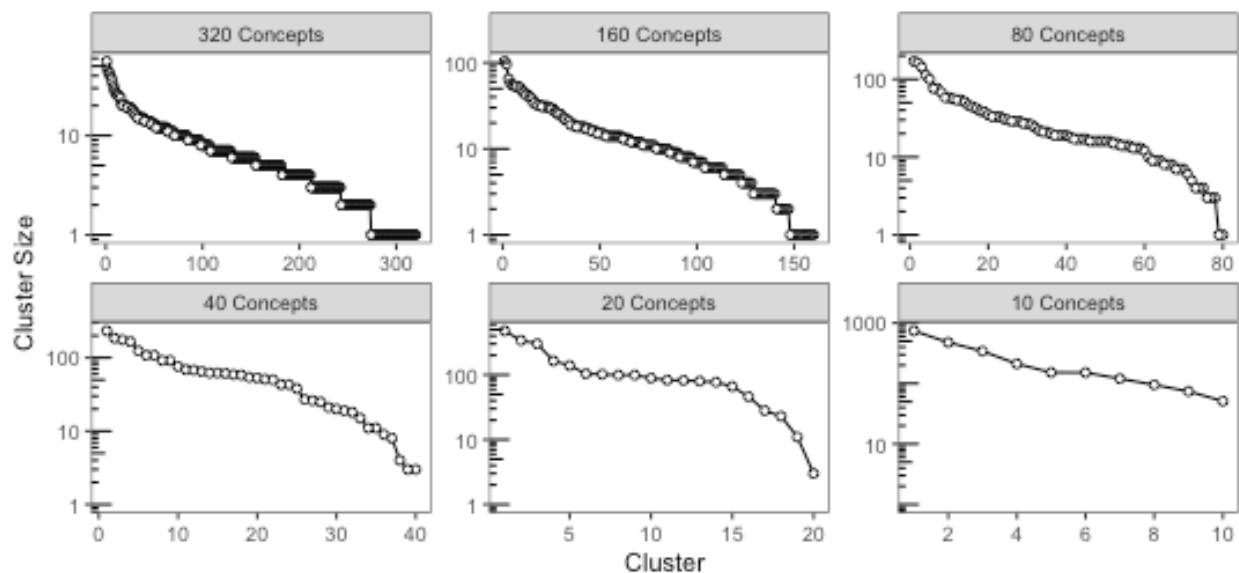 320 Concepts
160 Concepts
80 Concepts
10
1
0 100 200 300
100
10
1
0 50 100 150
100
10
1
0 20 40 60 80
Cluster Size
40 Concepts
20 Concepts
10 Concepts
100
10
1
0 10 20 30 40
100
10
1
5 10 15 20
1000
10
2 4 6 8 10
Cluster